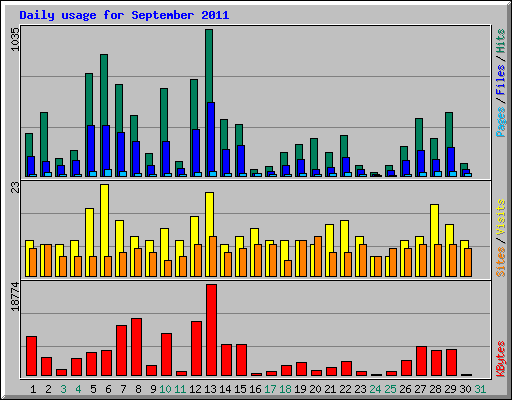 Daily usage for September 2011
1035
Pages / Files / Hits
23
Sites / Visits
18774
KBytes
1 2 3 4 5 6 7 8 9 10 11 12 13 14 15 16 17 18 19 20 21 22 23 24 25 26 27 28 29 30 31